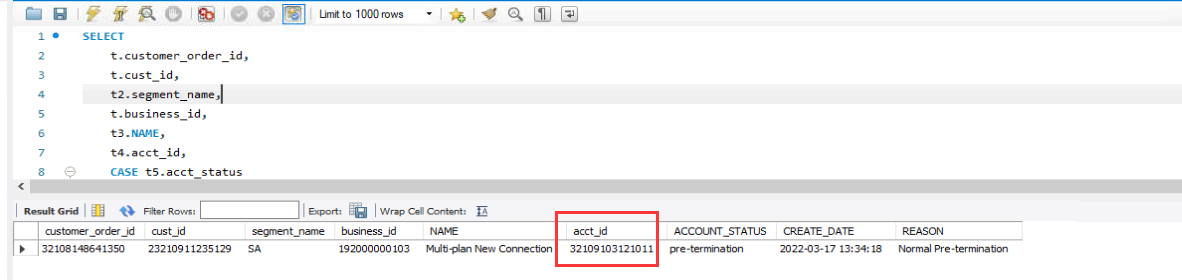 Limit to 1000 rows
1 SELECT
2 t.customer_order_id,
3 t.cust_id,
4 t2.segment_name,
5 t.business_id,
6 t3.NAME,
7 t4.acct_id,
8 CASE t5.acct_status
Result Grid Filter Rows: Export: Wrap Cell Content:
customer_order_id cust_id segment_name business_id NAME acct_id ACCOUNT_STATUS CREATE_DATE REASON
32108148641350 23210911235129 SA 192000000103 Multi-plan New Connection 32109103121011 pre-termination 2022-03-17 13:34:18 Normal Pre-termination